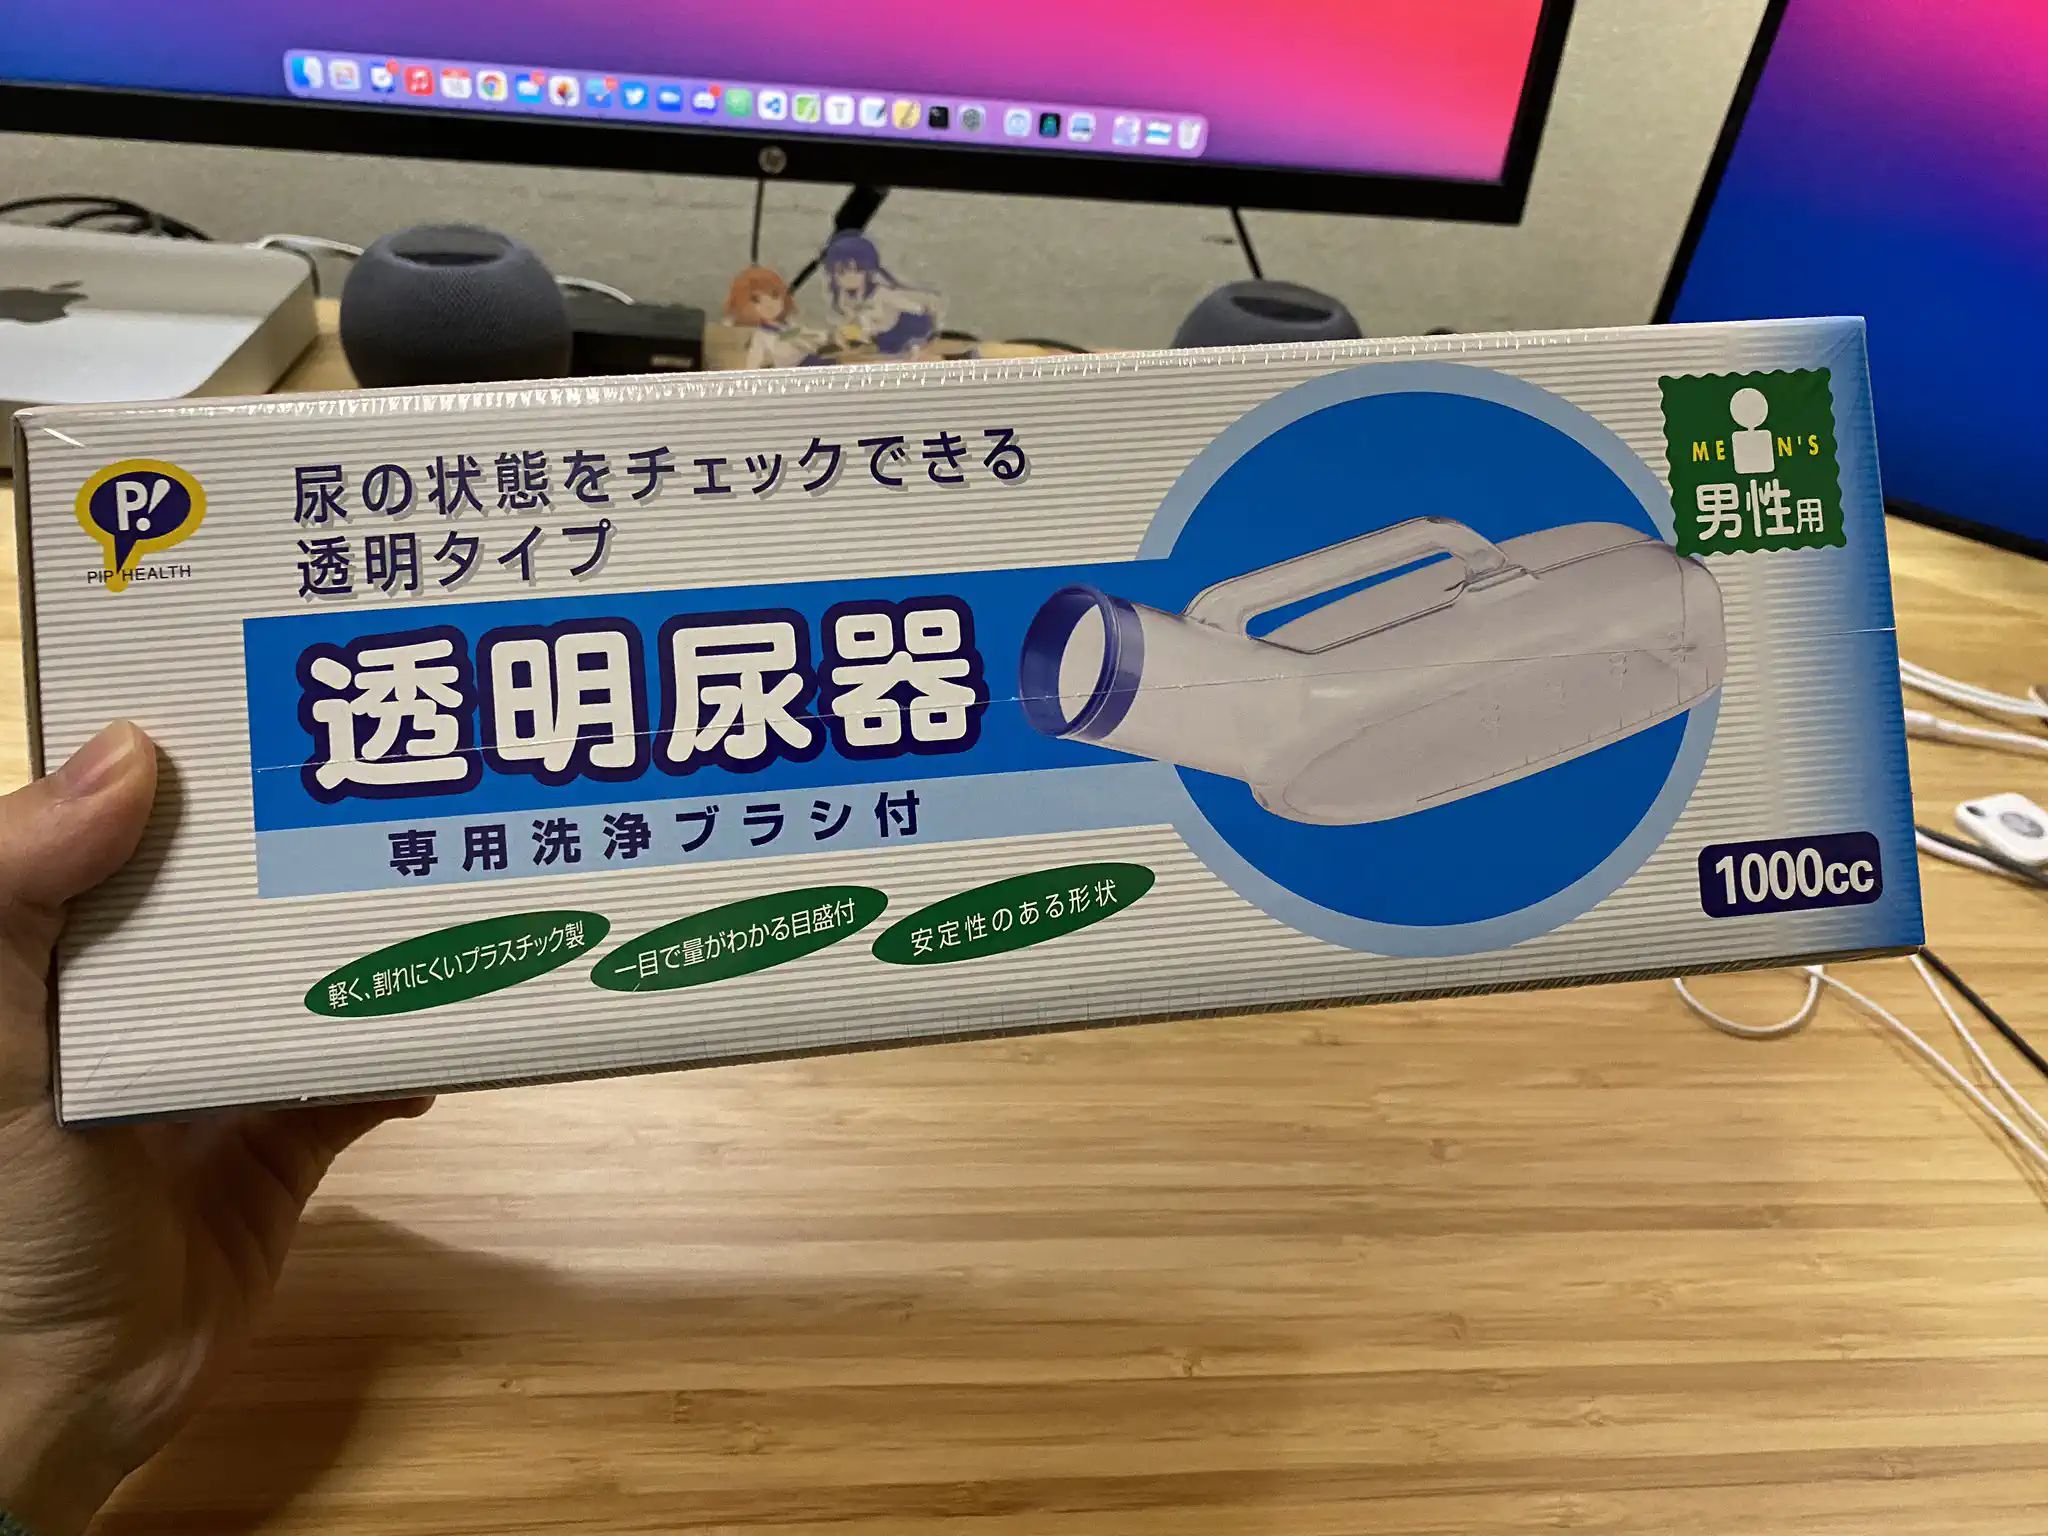 hp
P!
PIP HEALTH
尿の状態をチェックできる
透明タイプ
透明尿器
専用洗浄ブラシ付
軽く、割れにくいプラスチック製
一目で量がわかる目盛付
安定性のある形状
MEN'S
男性用
1000cc